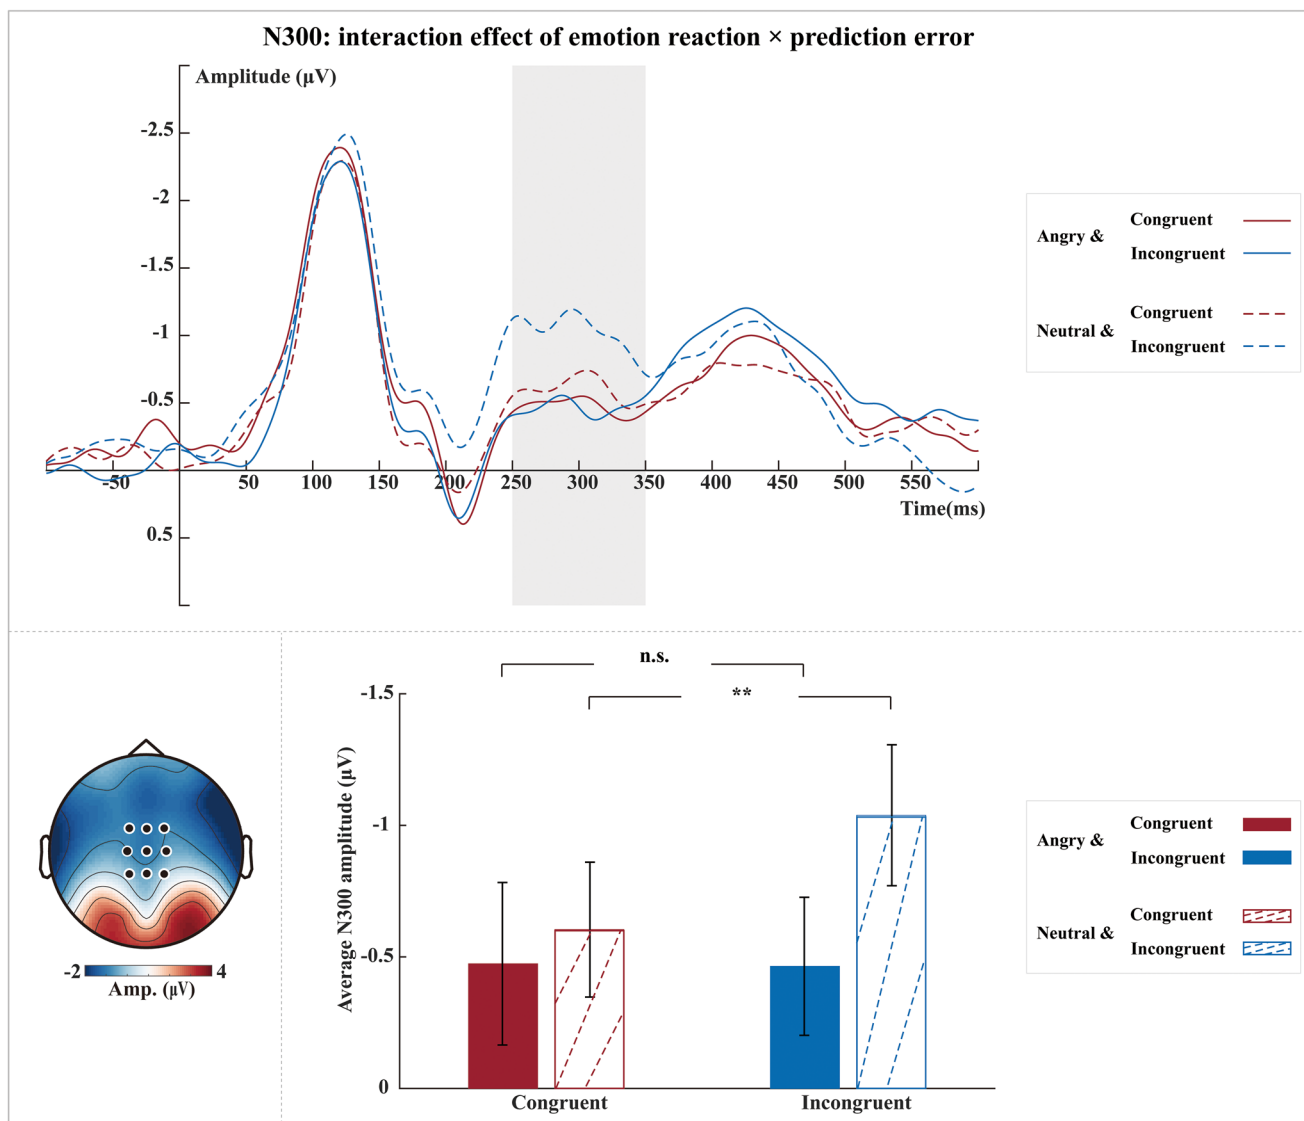 N300: interaction effect of emotion reaction × prediction error
Amplitude (μV)
-2.5
-2
-1.5
-1
-0.5
0.5
-50
50
100
150
200
250
300
350
400
450
500
550
Time(ms)
Angry &
Congruent
Incongruent
Neutral &
Congruent
Incongruent
-2
4
Amp. (μV)
n.s.
**
-1.5
-1
-0.5
0
Average N300 amplitude (μV)
Congruent
Incongruent
Angry &
Congruent
Incongruent
Neutral &
Congruent
Incongruent